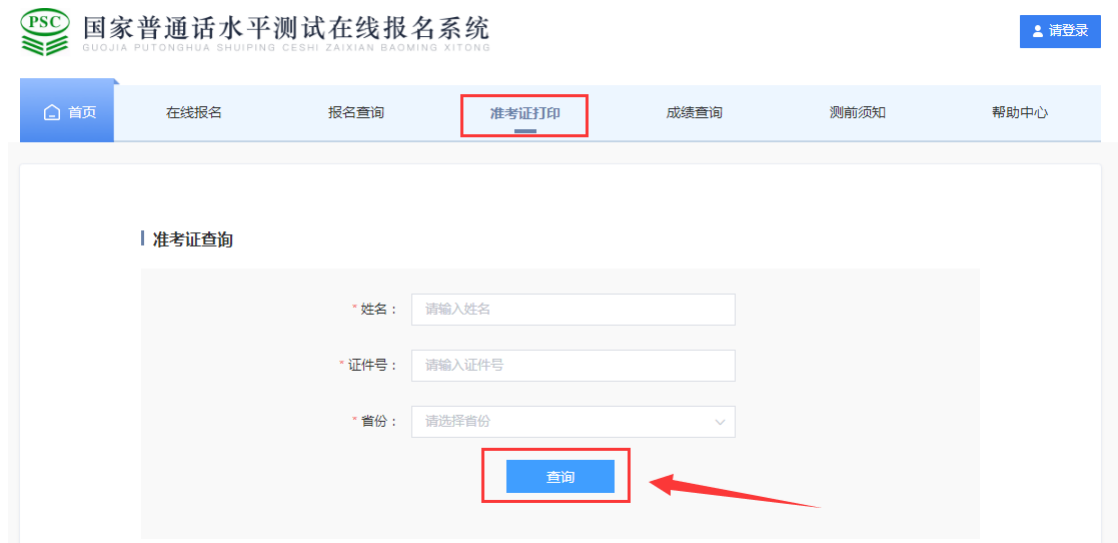 PSC
国家普通话水平测试在线报名系统
GUOJIA PUTONGHUA SHUIPING CESHI ZAIXIAN BAOMING XITONG
请登录
首页 在线报名 报名查询 准考证打印 成绩查询 测前须知 帮助中心
准考证查询
* 姓名： 请输入姓名
* 证件号： 请输入证件号
* 省份： 请选择省份
查询